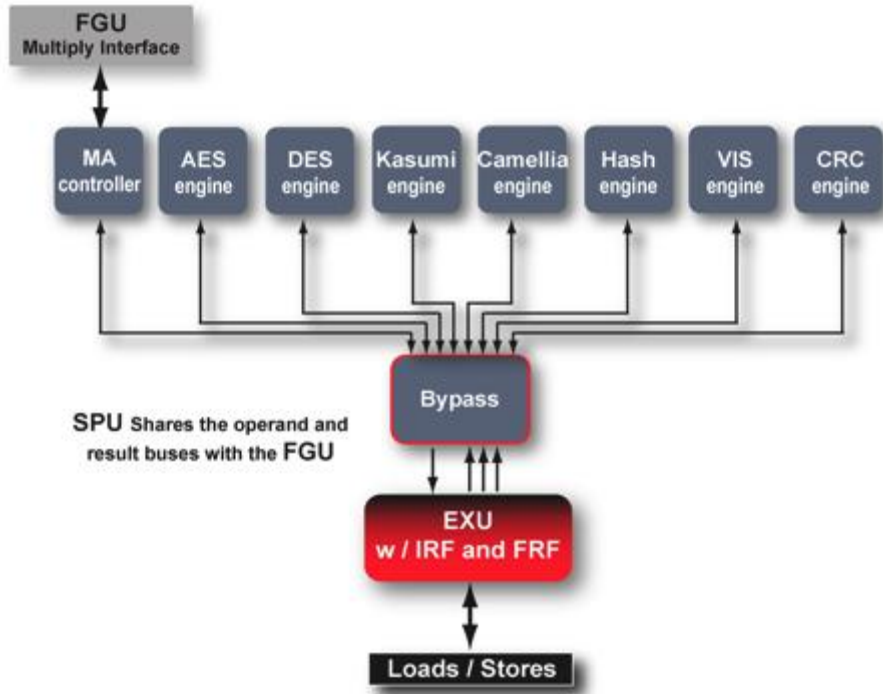 FGU
Multiply Interface
MA
controller
AES
engine
DES
engine
Kasumi
engine
Camellia
engine
Hash
engine
VIS
engine
CRC
engine
Bypass
SPU Shares the operand and
result buses with the FGU
EXU
w / IRF and FRF
Loads / Stores